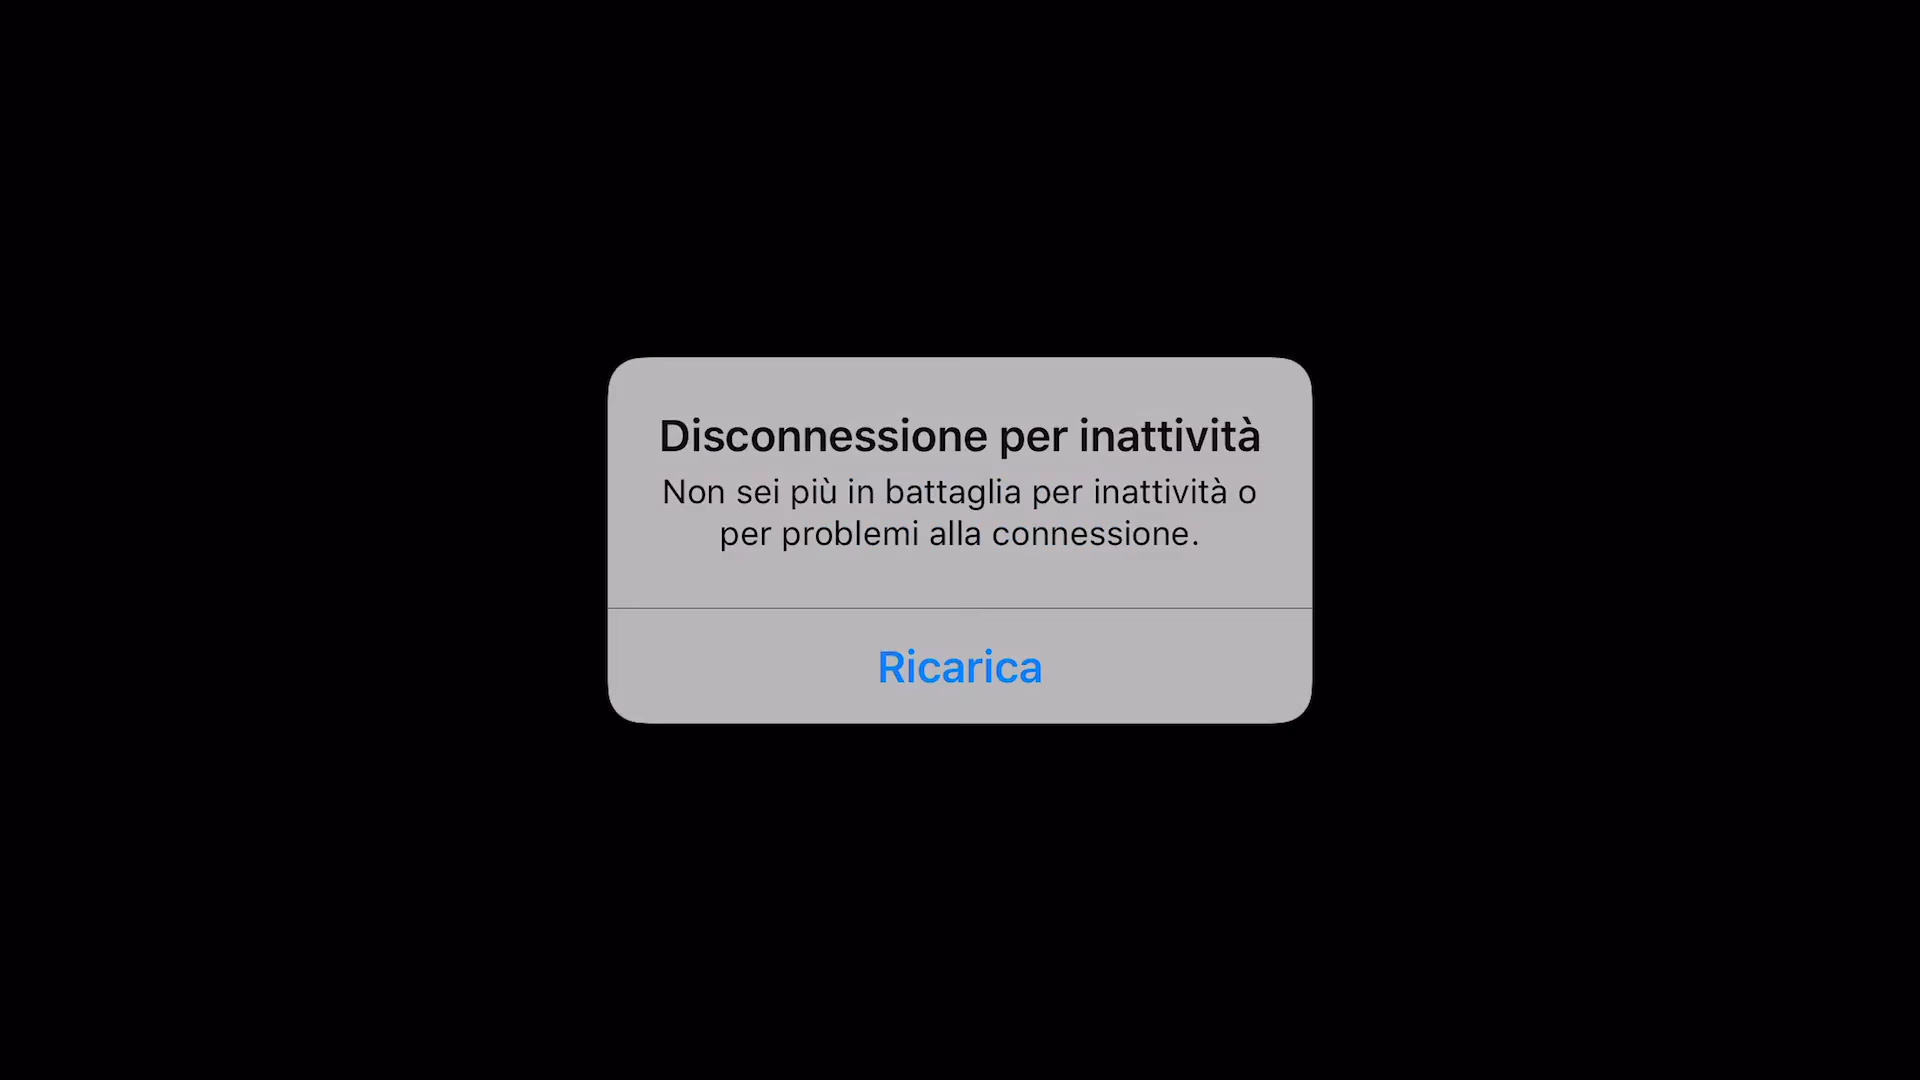 Disconnessione per inattività
Non sei più in battaglia per inattività o
per problemi alla connessione.
Ricarica